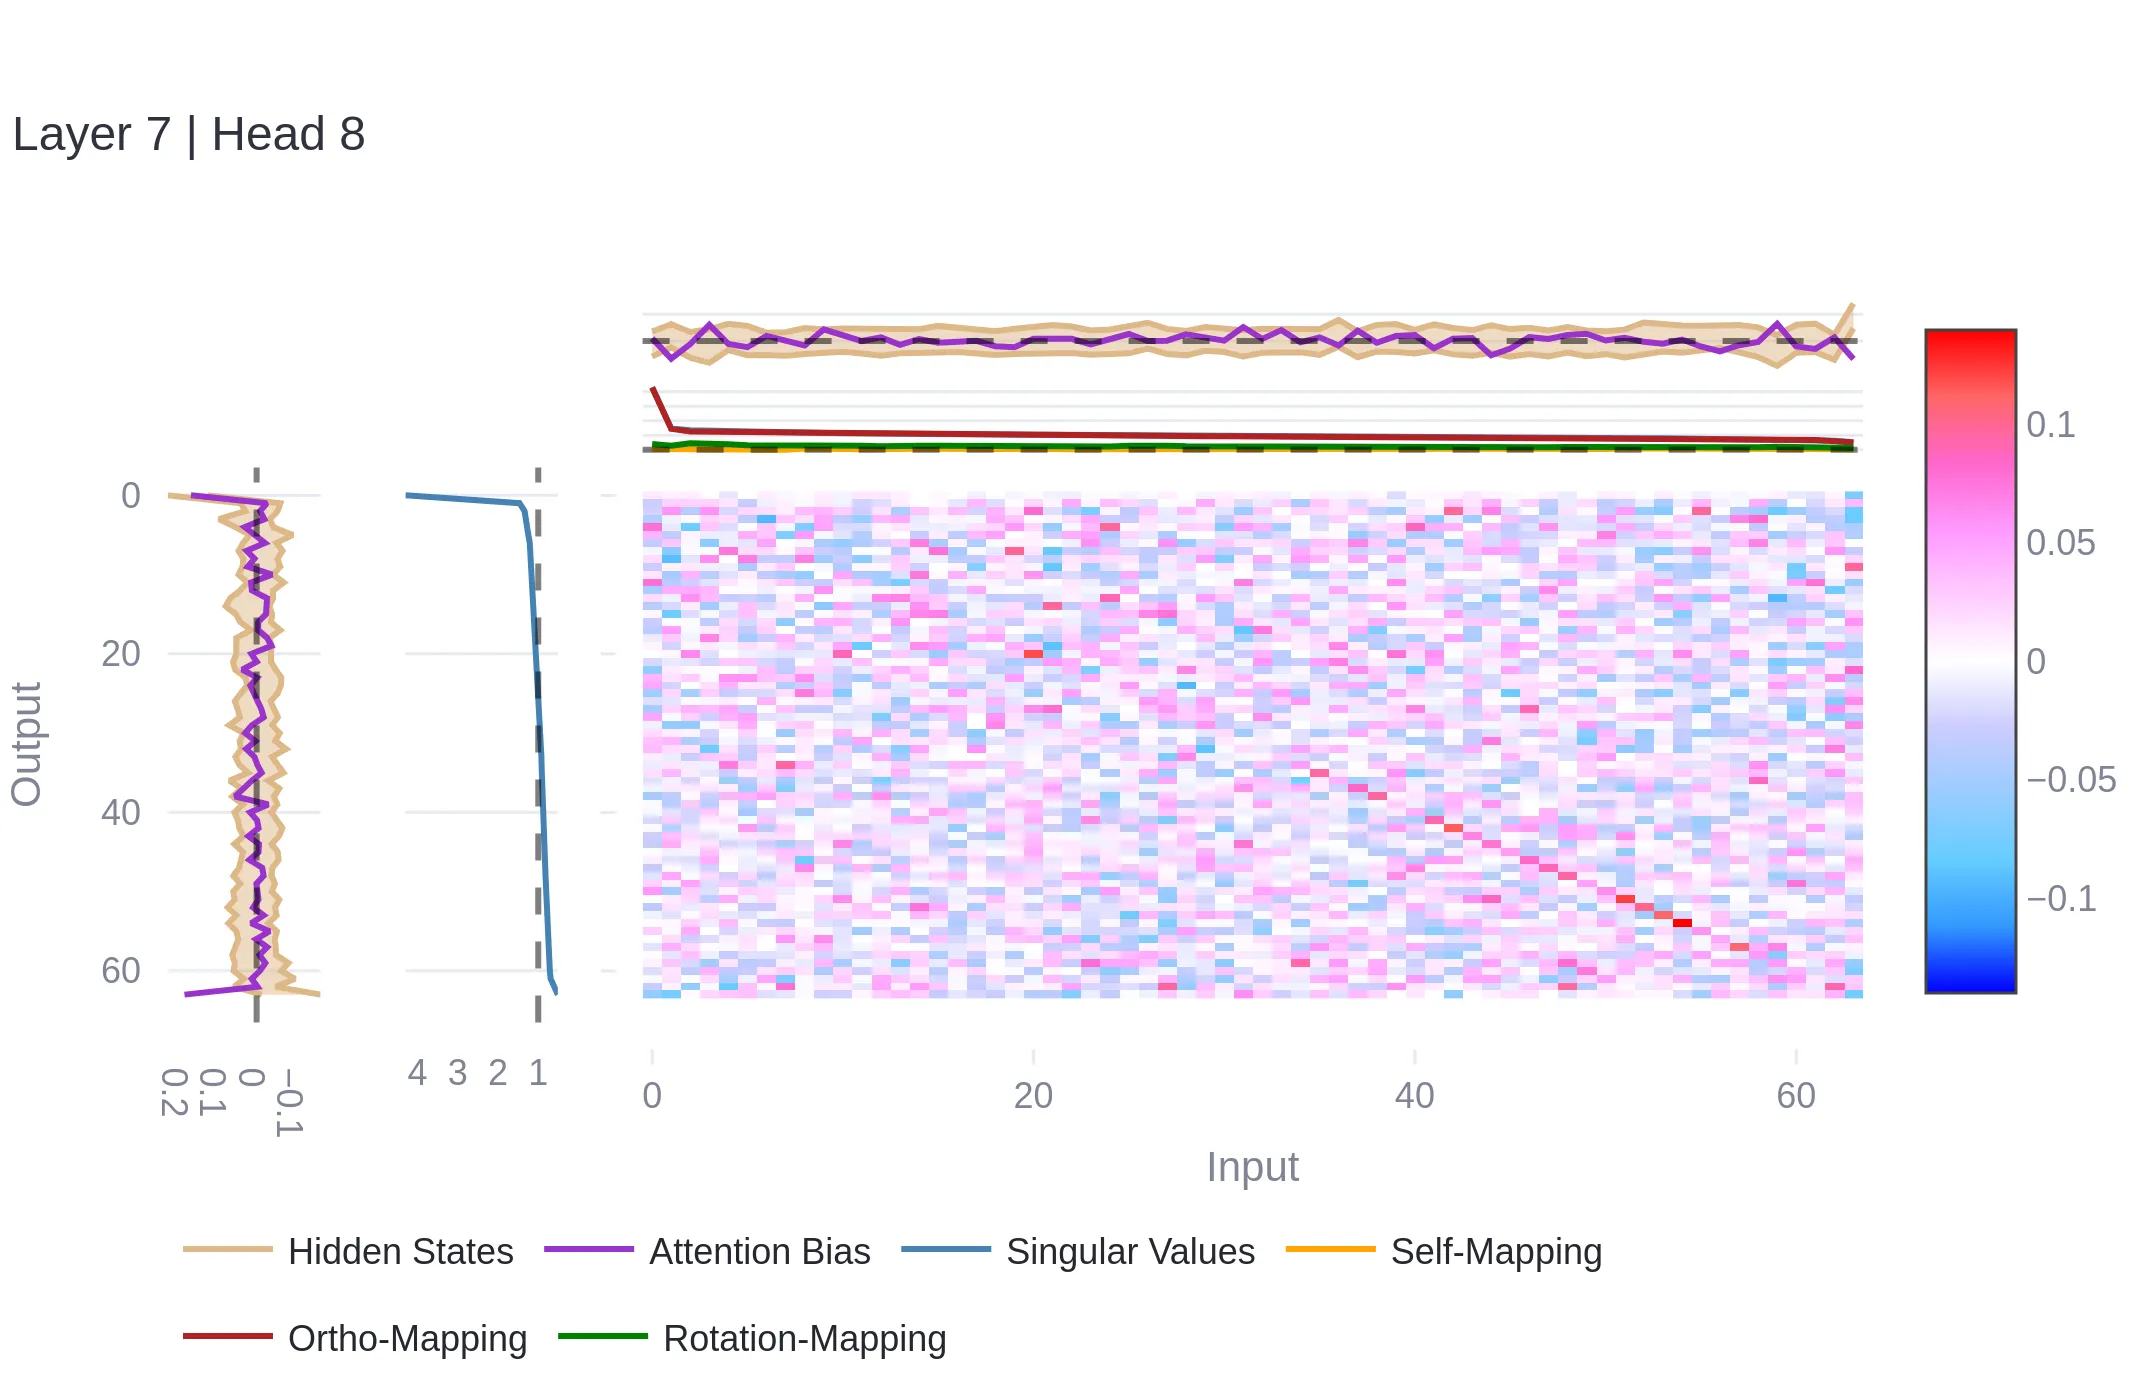 Layer 7 | Head 8
0
20
40
60
Output
0.2
0.1
0
−0.1
4 3 2 1
0 20 40 60
Input
0.1
0.05
0
−0.05
−0.1
Hidden States Attention Bias Singular Values Self-Mapping
Ortho-Mapping Rotation-Mapping